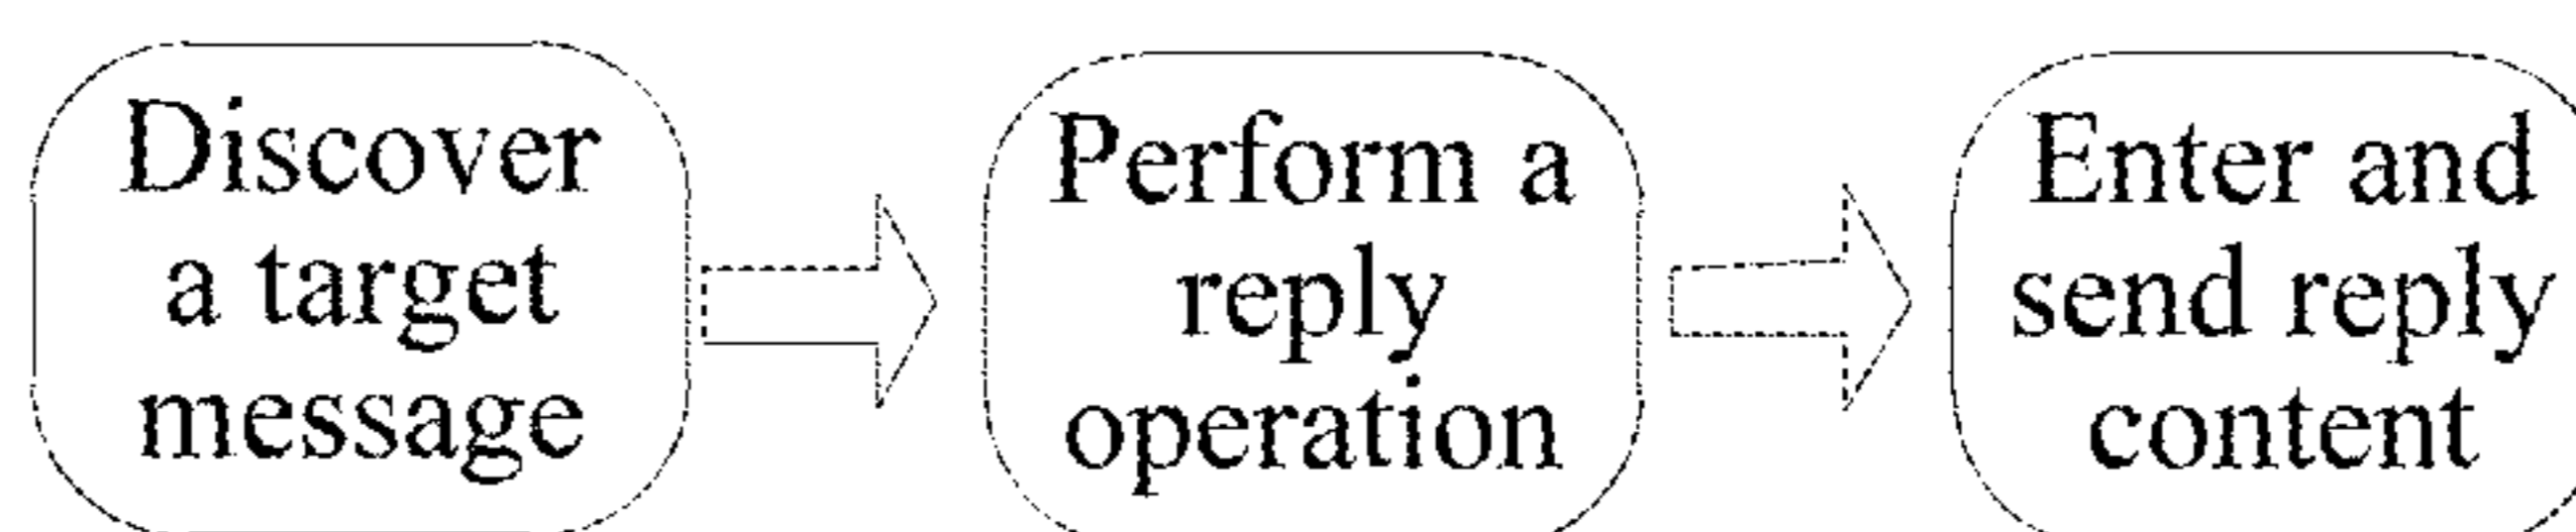 Discover
a target
message
Perform a
reply
operation
Enter and
send reply
content